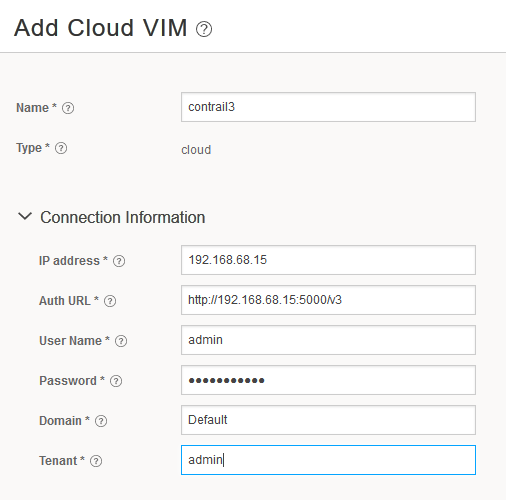 Add Cloud VIM ?
Name * ? contrail3
Type * ? cloud
Connection Information
IP address * ? 192.168.68.15
Auth URL * ? http://192.168.68.15:5000/v3
User Name * ? admin
Password * ? •••••••••••
Domain * ? Default
Tenant * ? admin